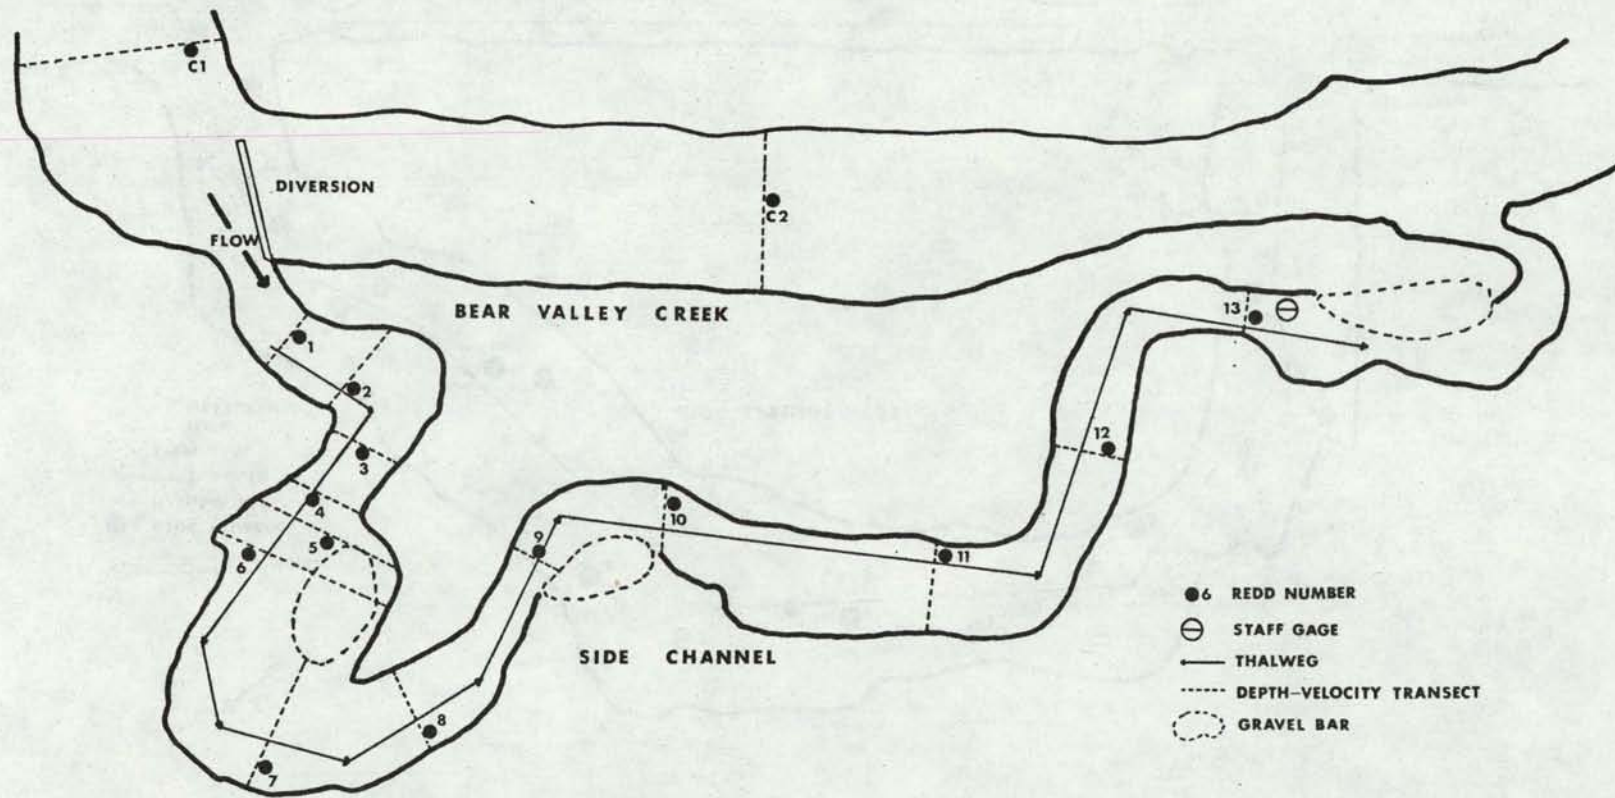 C1
DIVERSION
FLOW
C2
BEAR VALLEY CREEK
1
2
3
4
5
6
7
8
9
10
11
12
13
SIDE CHANNEL
6 REDD NUMBER
STAFF GAGE
THALWEG
DEPTH-VELOCITY TRANSECT
GRAVEL BAR